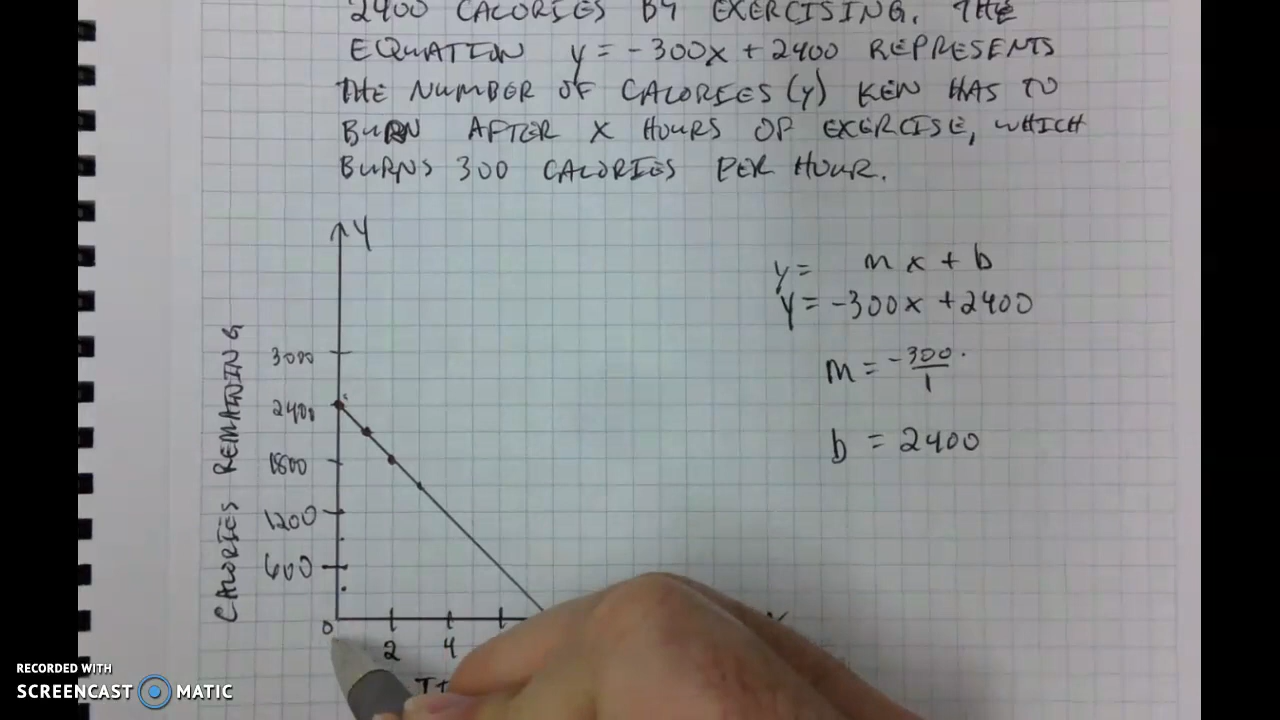 2400 CALORIES BY EXERCISING. THE
EQUATION y = -300x + 2400 REPRESENTS
THE NUMBER OF CALORIES (Y) KEN HAS TO
BURN AFTER X HOURS OF EXERCISE, WHICH
BURNS 300 CALORIES PER HOUR.
Y
y = mx + b
y = -300x + 2400
m = -300/1
b = 2400
CALORIES REMAINING
3000
2400
1800
1200
600
0
2
4
RECORDED WITH
SCREENCAST MATIC